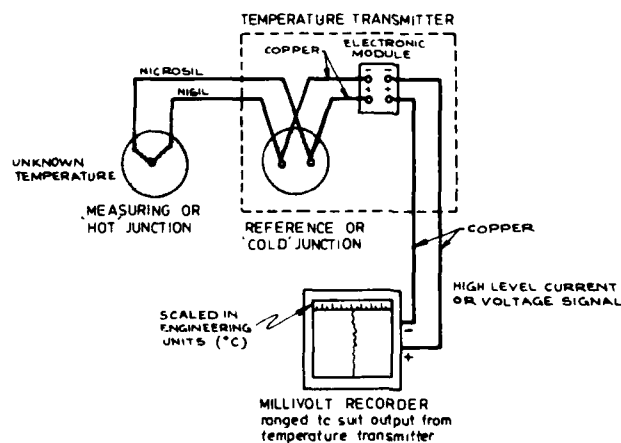 TEMPERATURE TRANSMITTER
COPPER
ELECTRONIC
MODULE
- -
+ +
NICROSIL
NISIL
UNKNOWN
TEMPERATURE
MEASURING OR
'HOT' JUNCTION
REFERENCE OR
'COLD' JUNCTION
COPPER
HIGH LEVEL CURRENT
OR VOLTAGE SIGNAL
SCALED IN
ENGINEERING
UNITS (°C)
-
+
MILLIVOLT RECORDER
ranged to suit output from
temperature transmitter